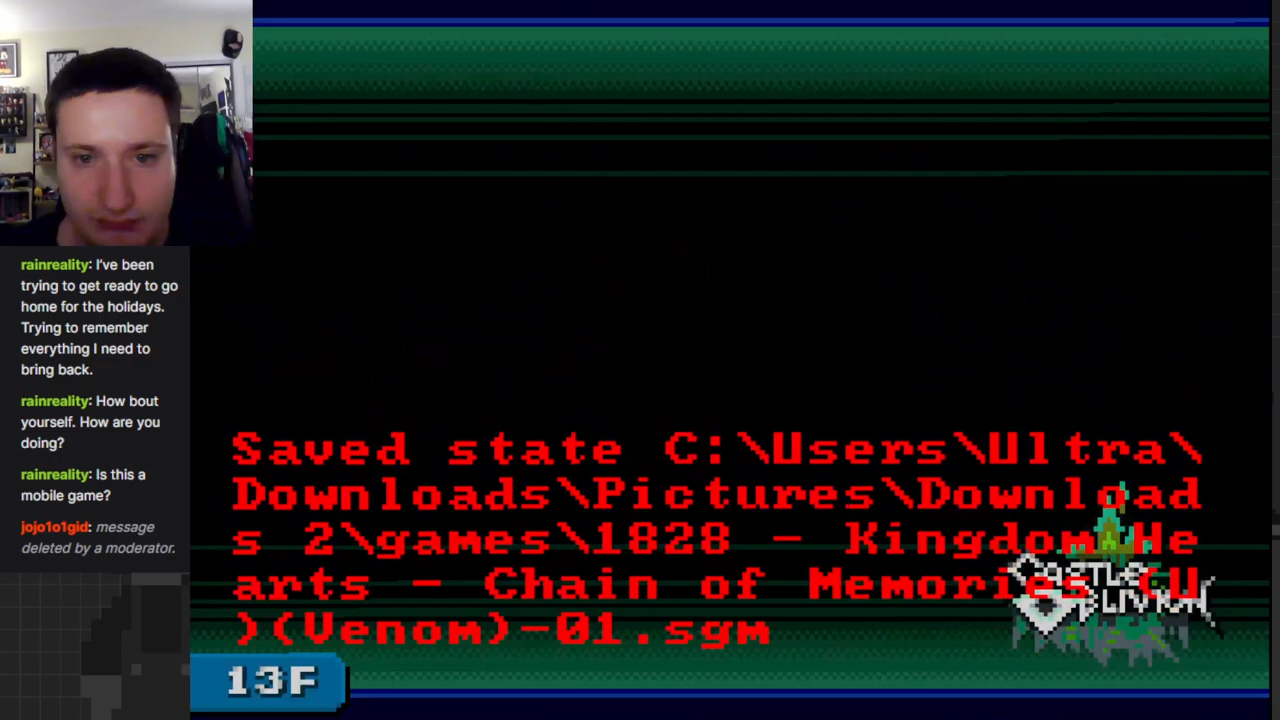 rainreality: I've been
trying to get ready to go
home for the holidays.
Trying to remember
everything I need to
bring back.
rainreality: How bout
yourself. How are you
doing?
rainreality: Is this a
mobile game?
jojo1o1gid: message
deleted by a moderator.
Saved state C:\Users\Ultra\
Downloads\Pictures\Download
s 2\games\1828 - Kingdom He
arts - Chain of Memories (U
)(Venom)-01.sgm
CASTLE
OBLIVION
13F